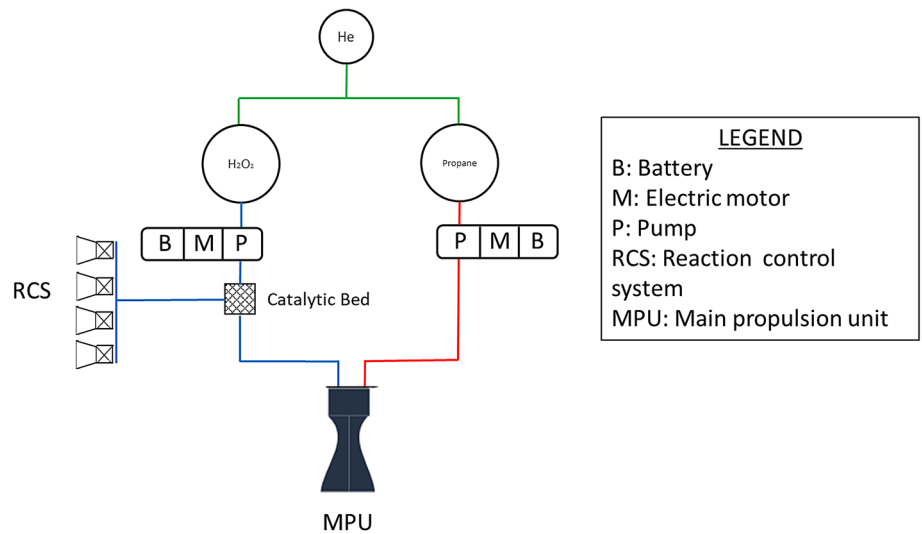 He
H₂O₂
Propane
B M P
P M B
RCS
Catalytic Bed
MPU
LEGEND
B: Battery
M: Electric motor
P: Pump
RCS: Reaction control
system
MPU: Main propulsion unit